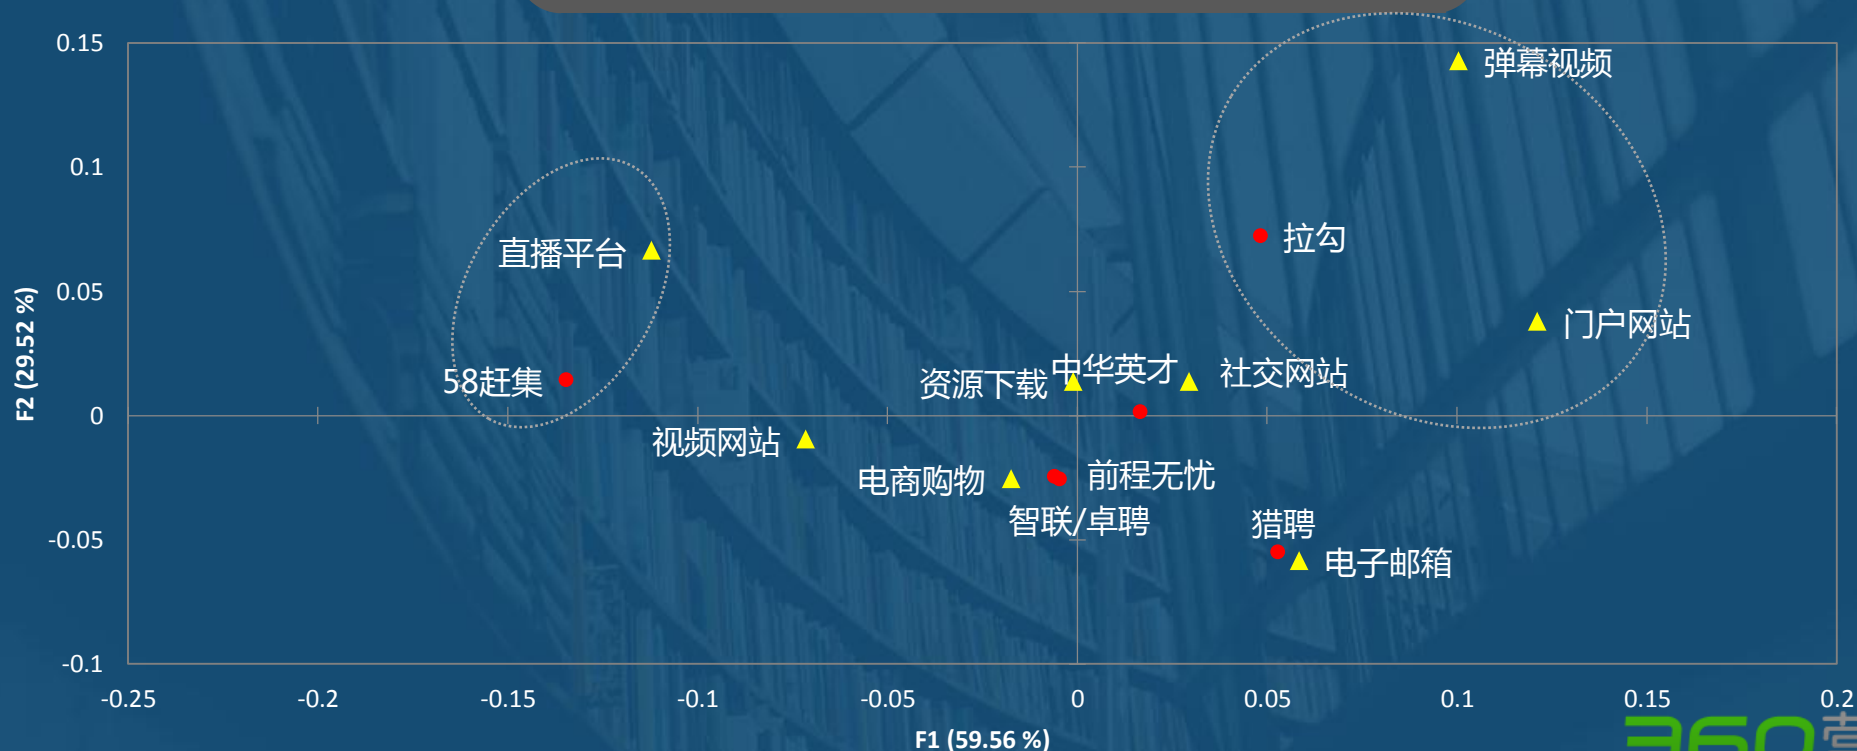 0.15
弹幕视频
0.1
直播平台
拉勾
0.05
门户网站
58赶集
资源下载
中华英才
社交网站
0
视频网站
电商购物
前程无忧
智联/卓聘
猎聘
-0.05
电子邮箱
-0.1
-0.25
-0.2
-0.15
-0.1
-0.05
0
0.05
0.1
0.15
0.2
F2 (29.52 %)
F1 (59.56 %)
360